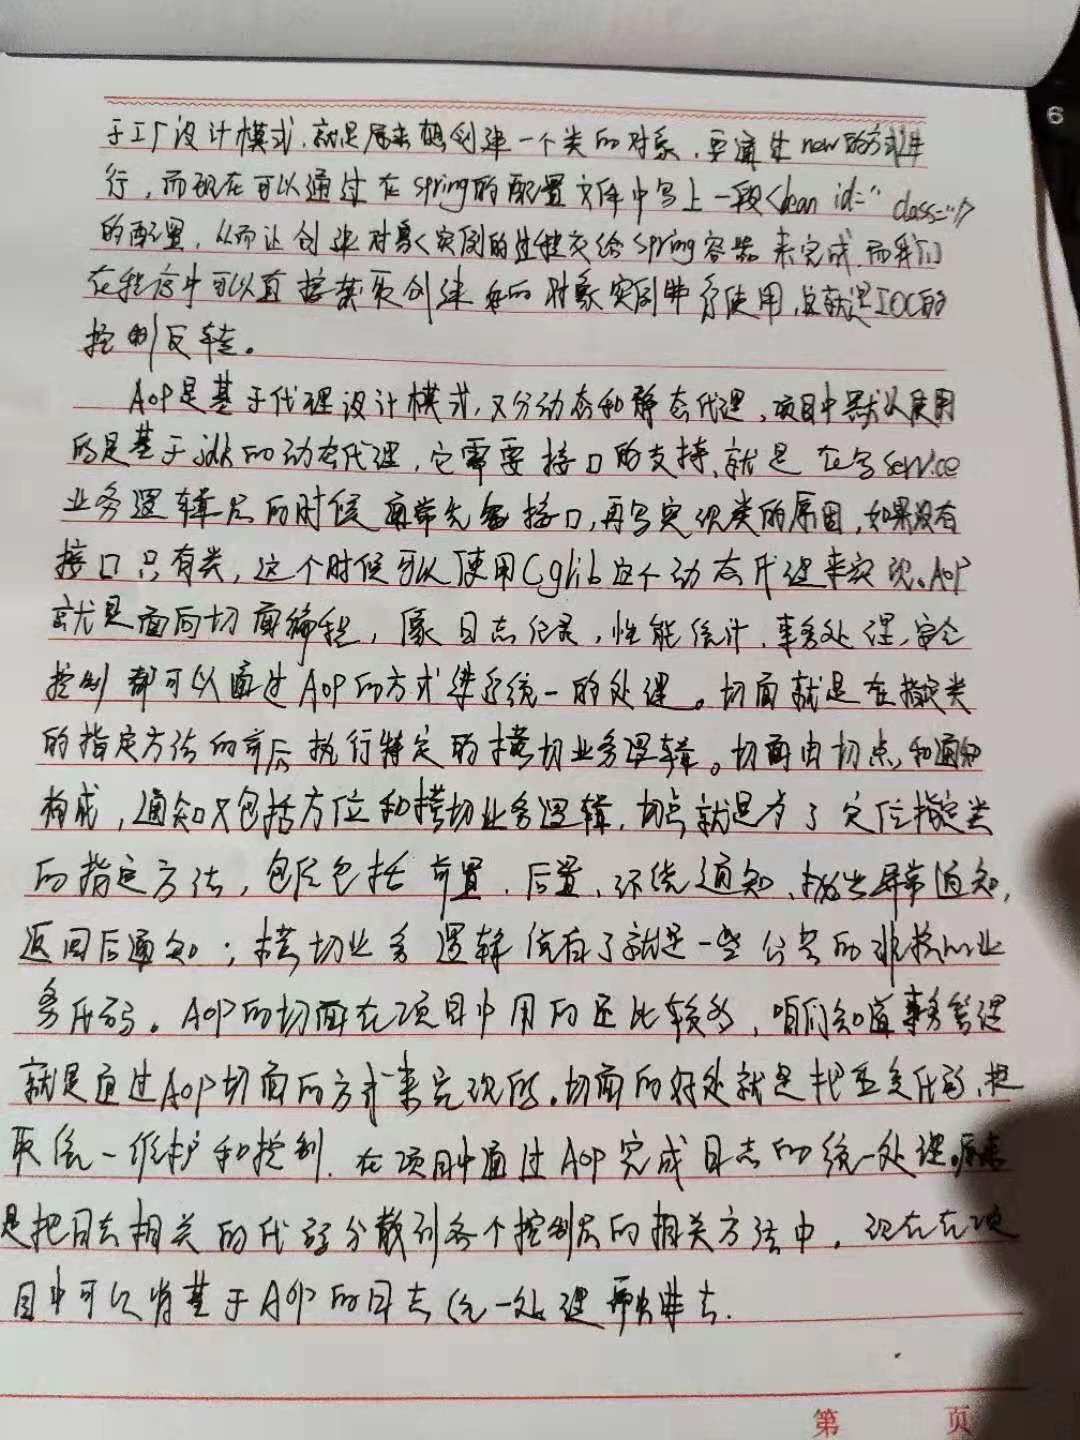 于工厂设计模式，就是原来想创建一个类的对象，要通过new的方式进
行，而现在可以通过在spring的配置文件中写上一段<bean id="" class=""/>
的配置，从而让创建对象实例的过程交给spring容器来完成，而我们
在程序中可以直接获取创建好的对象实例进行使用，这就是IOC的
控制反转。
AOP是基于代理设计模式，又分动态和静态代理，项目中默认使用
的是基于jdk的动态代理，它需要接口的支持，就是在写service
业务逻辑层的时候通常先写接口，再写实现类的原因，如果没有
接口只有类，这个时候可以使用Cglib这个动态代理来实现。AOP
就是面向切面编程，像日志纪录，性能统计，事务处理，安全
控制都可以通过AOP的方式进行统一的处理。切面就是在指定类
的指定方法的前后执行特定的横切业务逻辑。切面由切点和通知
构成，通知又包括方位和横切业务逻辑，切点就是为了定位指定类
的指定方法，包括前置、后置、环绕通知、抛出异常通知，
返回后通知；横切业务逻辑就是一些公共的非核心业
务代码。AOP的切面在项目中用的还比较多，咱们知道事务管理
就是通过AOP切面的方式来实现的。切面的好处就是把重复代码，提
取统一维护和控制，在项目中通过AOP完成日志的统一处理。原来
是把日志相关的代码分散到各个控制层的相关方法中，现在在项
目中可以将基于AOP的日志统一处理
第 页
6